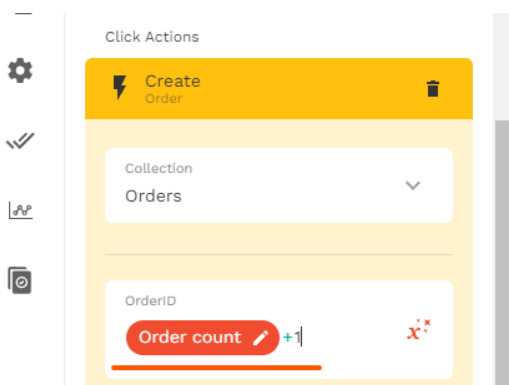 Click Actions
Create
Order
Collection
Orders
OrderID
Order count +1